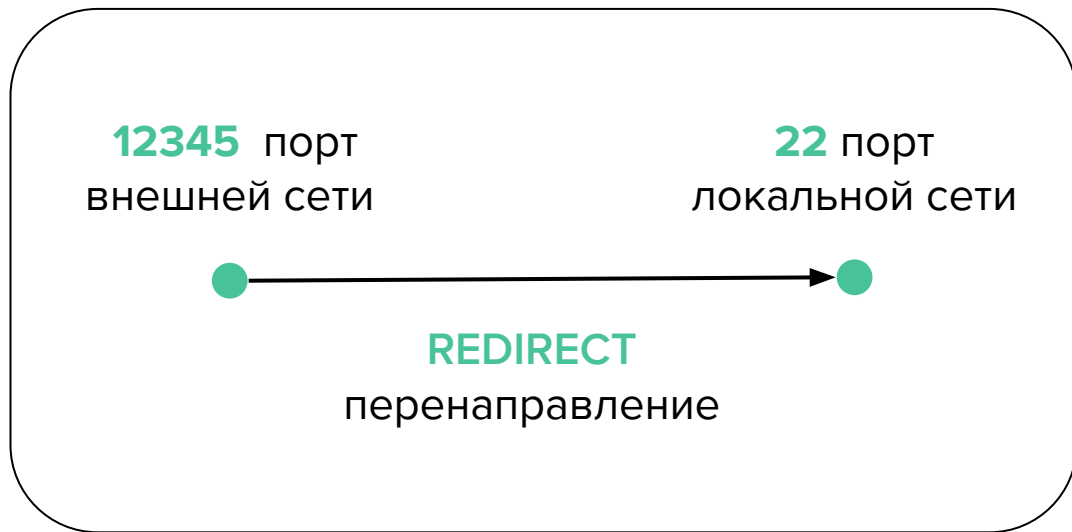 12345 порт
внешней сети
22 порт
локальной сети
REDIRECT
перенаправление